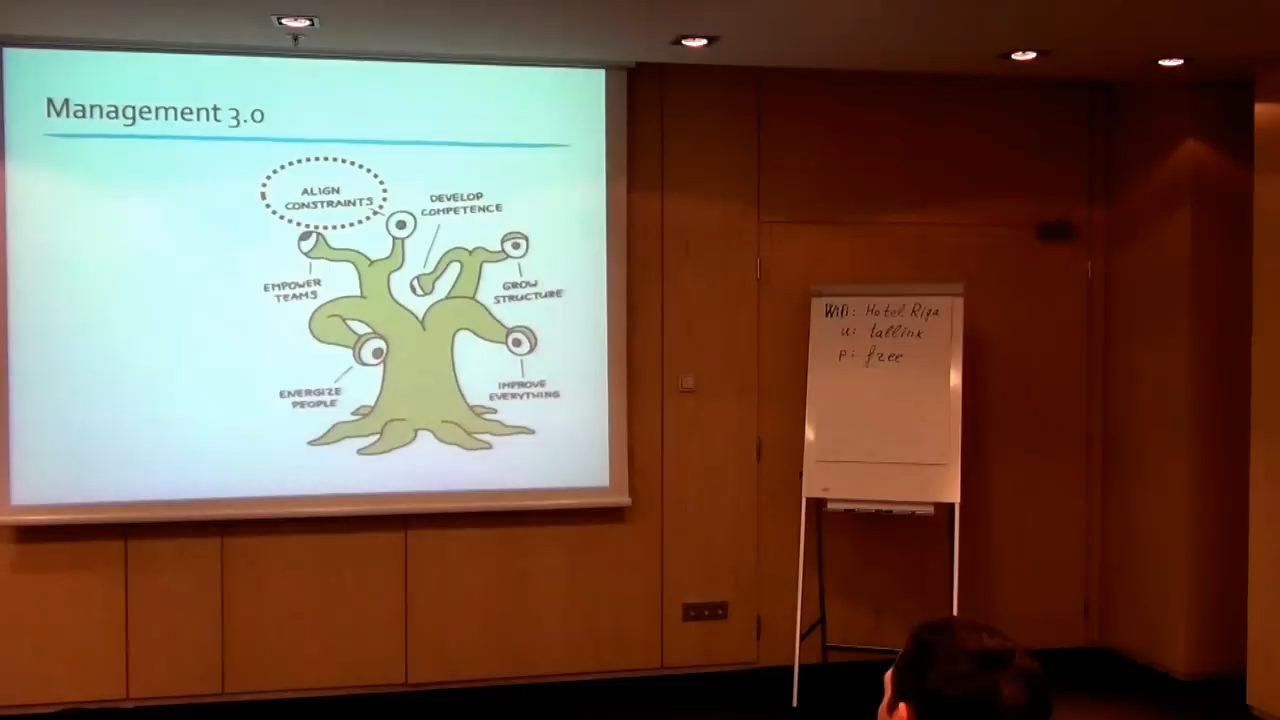 Management 3.0
ALIGN
CONSTRAINTS
DEVELOP
COMPETENCE
EMPOWER
TEAMS
GROW
STRUCTURE
ENERGIZE
PEOPLE
IMPROVE
EVERYTHING
Wifi: Hotel Riga
u: tallink
p: free